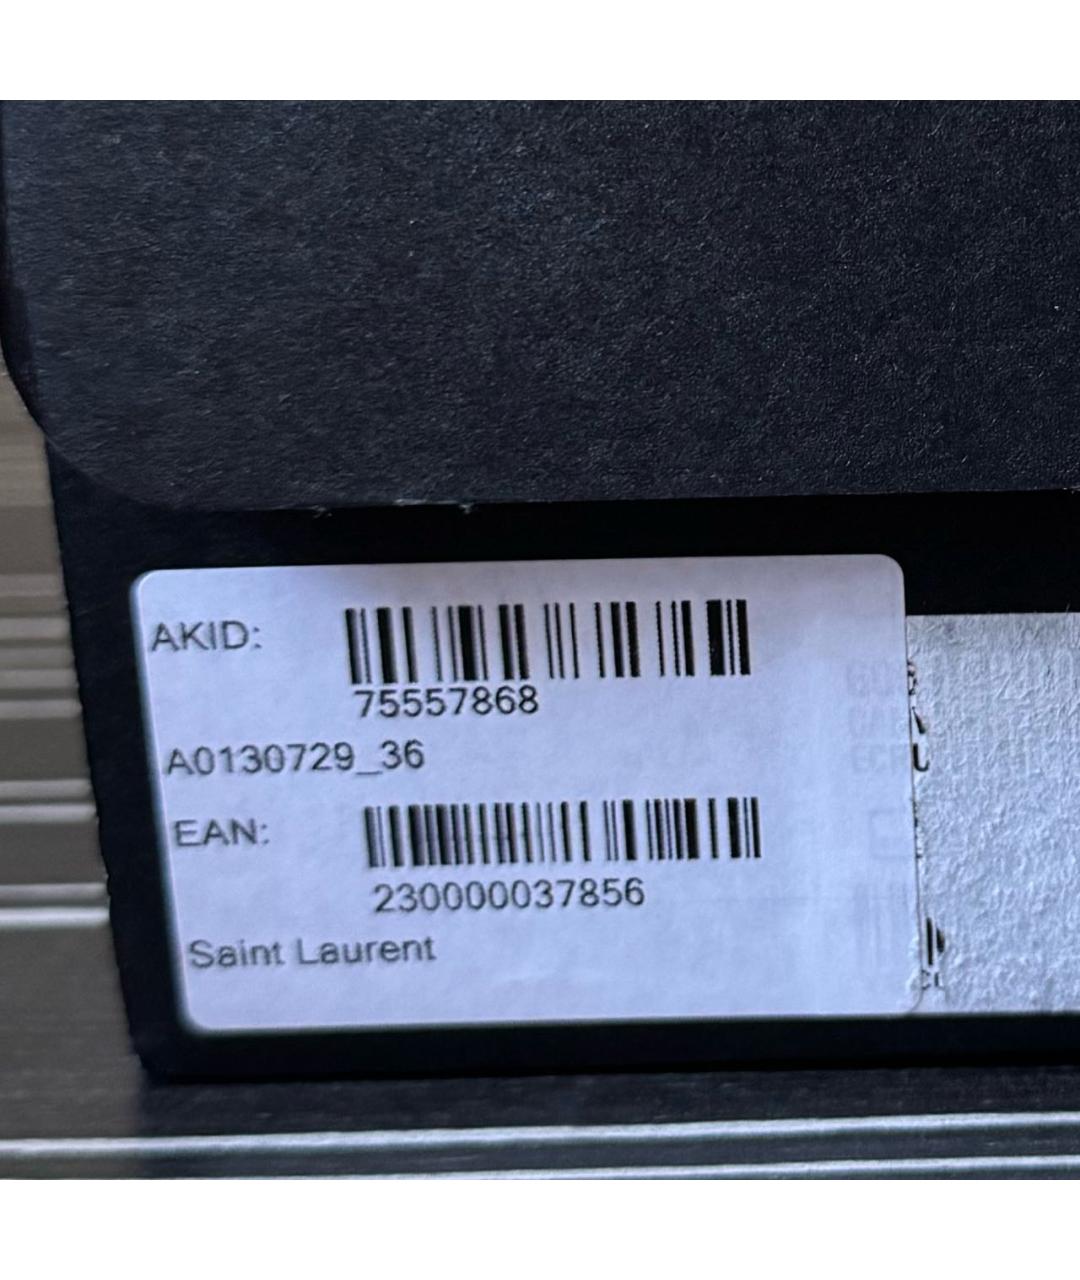 AKID:
75557868
A0130729_36
EAN:
230000037856
Saint Laurent